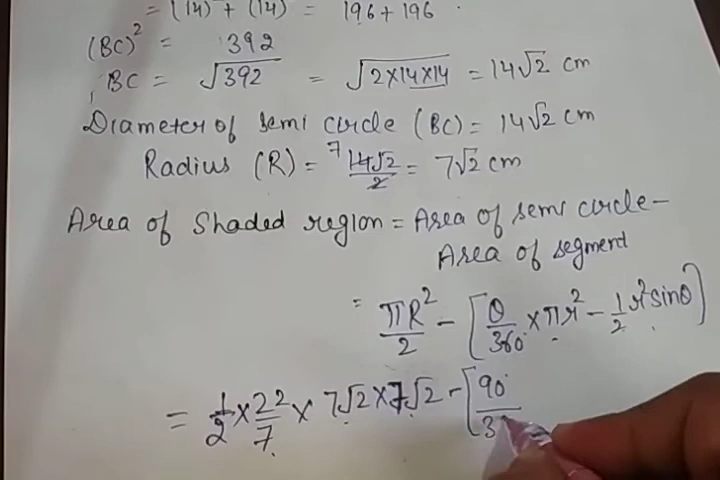 = (14) + (14) = 196 + 196
(BC)² = 392
BC = √392 = √2×14×14 = 14√2 cm
Diameter of semi circle (BC) = 14√2 cm
Radius (R) = 7 14√2/2 = 7√2 cm
Area of Shaded region = Area of semi circle -
Area of segment
= πR²/2 - [θ/360 × πr² - 1/2 r² sinθ]
= 1/2 × 22/7 × 7√2 × 7√2 - [90/3